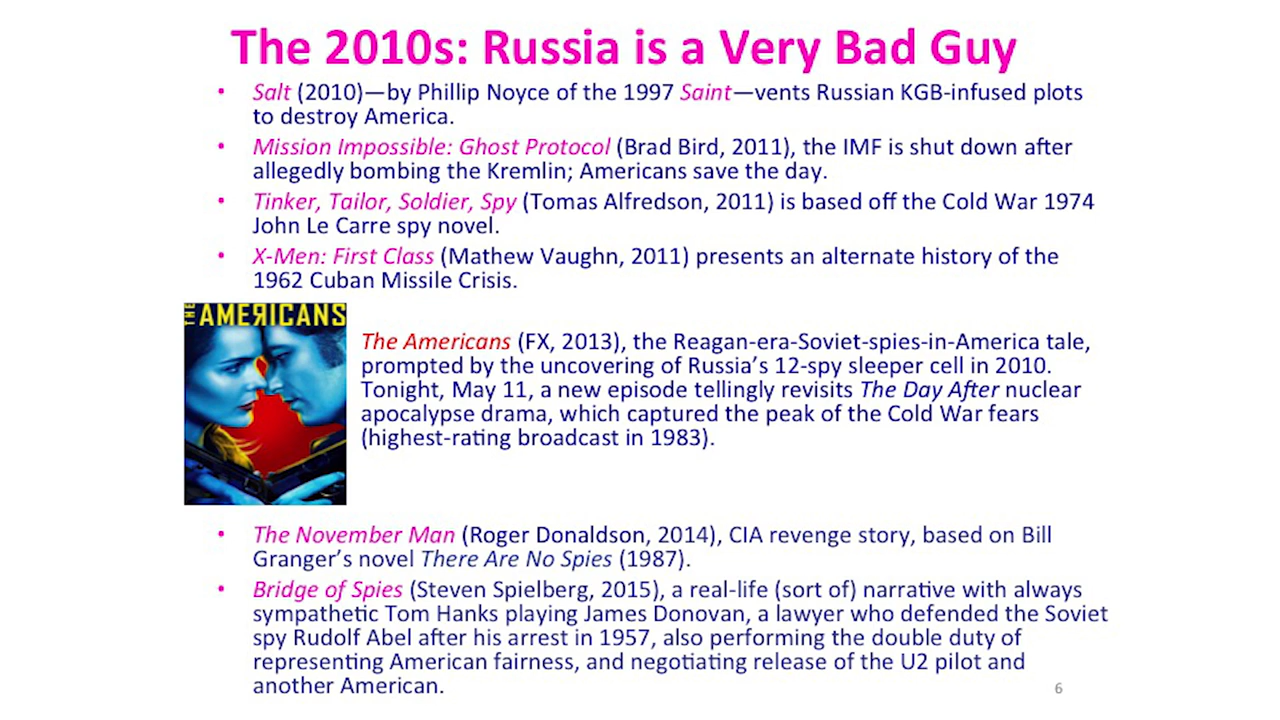 The 2010s: Russia is a Very Bad Guy
• Salt (2010)—by Phillip Noyce of the 1997 Saint—vents Russian KGB-infused plots
to destroy America.
• Mission Impossible: Ghost Protocol (Brad Bird, 2011), the IMF is shut down after
allegedly bombing the Kremlin; Americans save the day.
• Tinker, Tailor, Soldier, Spy (Tomas Alfredson, 2011) is based off the Cold War 1974
John Le Carre spy novel.
• X-Men: First Class (Mathew Vaughn, 2011) presents an alternate history of the
1962 Cuban Missile Crisis.
THE AMERICANS
The Americans (FX, 2013), the Reagan-era-Soviet-spies-in-America tale,
prompted by the uncovering of Russia's 12-spy sleeper cell in 2010.
Tonight, May 11, a new episode tellingly revisits The Day After nuclear
apocalypse drama, which captured the peak of the Cold War fears
(highest-rating broadcast in 1983).
• The November Man (Roger Donaldson, 2014), CIA revenge story, based on Bill
Granger's novel There Are No Spies (1987).
• Bridge of Spies (Steven Spielberg, 2015), a real-life (sort of) narrative with always
sympathetic Tom Hanks playing James Donovan, a lawyer who defended the Soviet
spy Rudolf Abel after his arrest in 1957, also performing the double duty of
representing American fairness, and negotiating release of the U2 pilot and
another American.
6